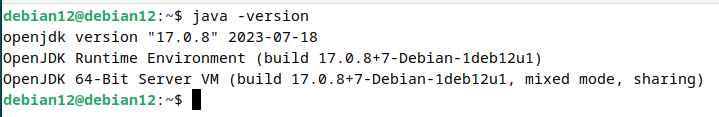 debian12@debian12:~$ java -version
openjdk version "17.0.8" 2023-07-18
OpenJDK Runtime Environment (build 17.0.8+7-Debian-1deb12u1)
OpenJDK 64-Bit Server VM (build 17.0.8+7-Debian-1deb12u1, mixed mode, sharing)
debian12@debian12:~$